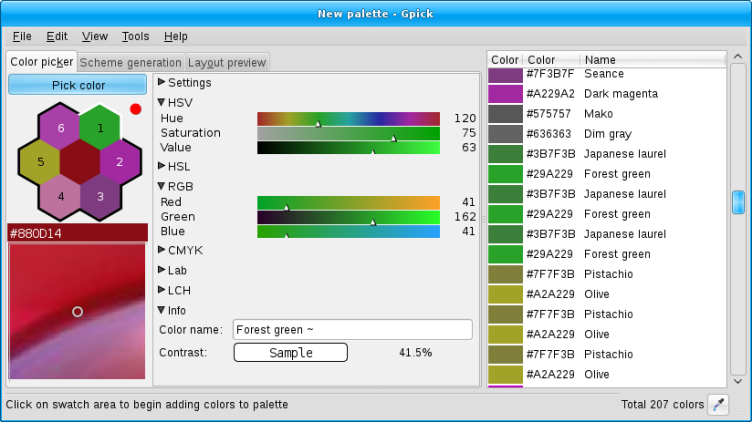 New palette - Gpick
File Edit View Tools Help
Color picker Scheme generation Layout preview
Pick color
6 1
5 2
4 3
#880D14
Settings
HSV
Hue 120
Saturation 75
Value 63
HSL
RGB
Red 41
Green 162
Blue 41
CMYK
Lab
LCH
Info
Color name: Forest green ~
Contrast: Sample 41.5%
Color Color Name
#7F3B7F Seance
#A229A2 Dark magenta
#575757 Mako
#636363 Dim gray
#3B7F3B Japanese laurel
#29A229 Forest green
#3B7F3B Japanese laurel
#29A229 Forest green
#3B7F3B Japanese laurel
#29A229 Forest green
#7F7F3B Pistachio
#A2A229 Olive
#7F7F3B Pistachio
#A2A229 Olive
#7F7F3B Pistachio
#A2A229 Olive
Click on swatch area to begin adding colors to palette
Total 207 colors